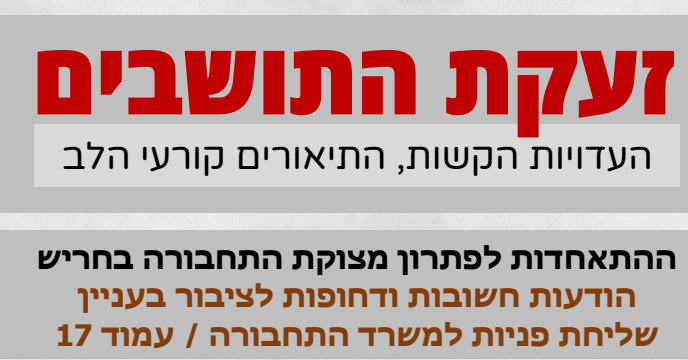 זעקת התושבים
העדויות הקשות, התיאורים קורעי הלב
ההתאחדות לפתרון מצוקת התחבורה בחריש
הודעות חשובות ודחופות לציבור בעניין
שליחת פניות למשרד התחבורה / עמוד 17